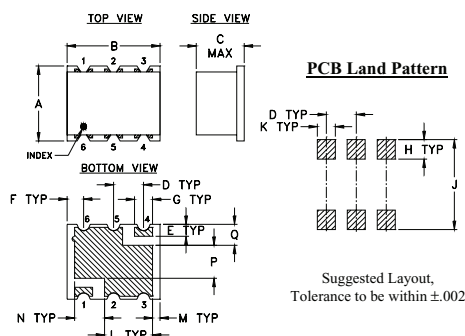 TOP VIEW
SIDE VIEW
B
C
MAX
1 2 3
A
INDEX
6 5 4
PCB Land Pattern
D TYP
K TYP
H TYP
J
BOTTOM VIEW
F TYP
D TYP
G TYP
6 5 4
E TYP
Q
P
1 2 3
N TYP
M TYP
L TYP
Suggested Layout,
Tolerance to be within ±.002